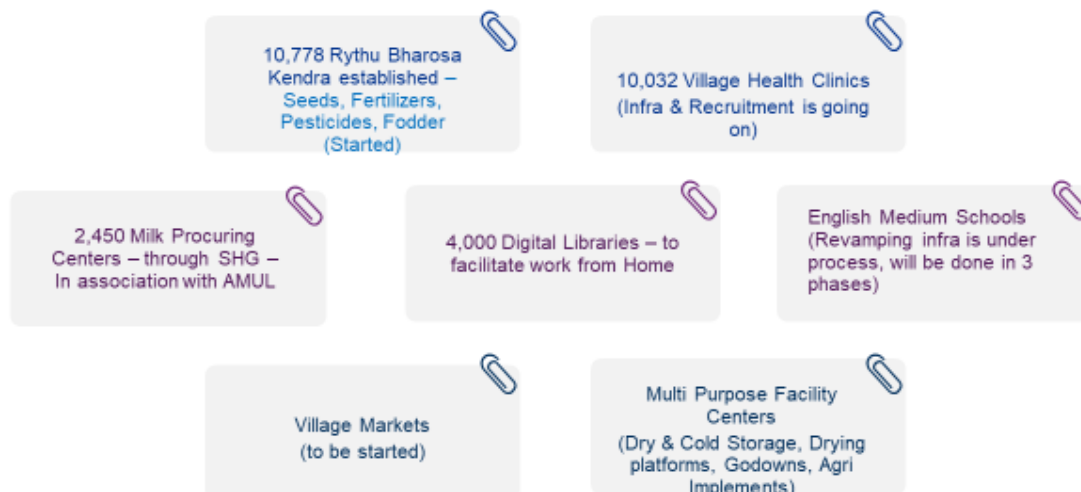 10,778 Rythu Bharosa
Kendra established –
Seeds, Fertilizers,
Pesticides, Fodder
(Started)
10,032 Village Health Clinics
(Infra & Recruitment is going
on)
2,450 Milk Procuring
Centers – through SHG –
In association with AMUL
4,000 Digital Libraries – to
facilitate work from Home
English Medium Schools
(Revamping infra is under
process, will be done in 3
phases)
Village Markets
(to be started)
Multi Purpose Facility
Centers
(Dry & Cold Storage, Drying
platforms, Godowns, Agri
Implements)